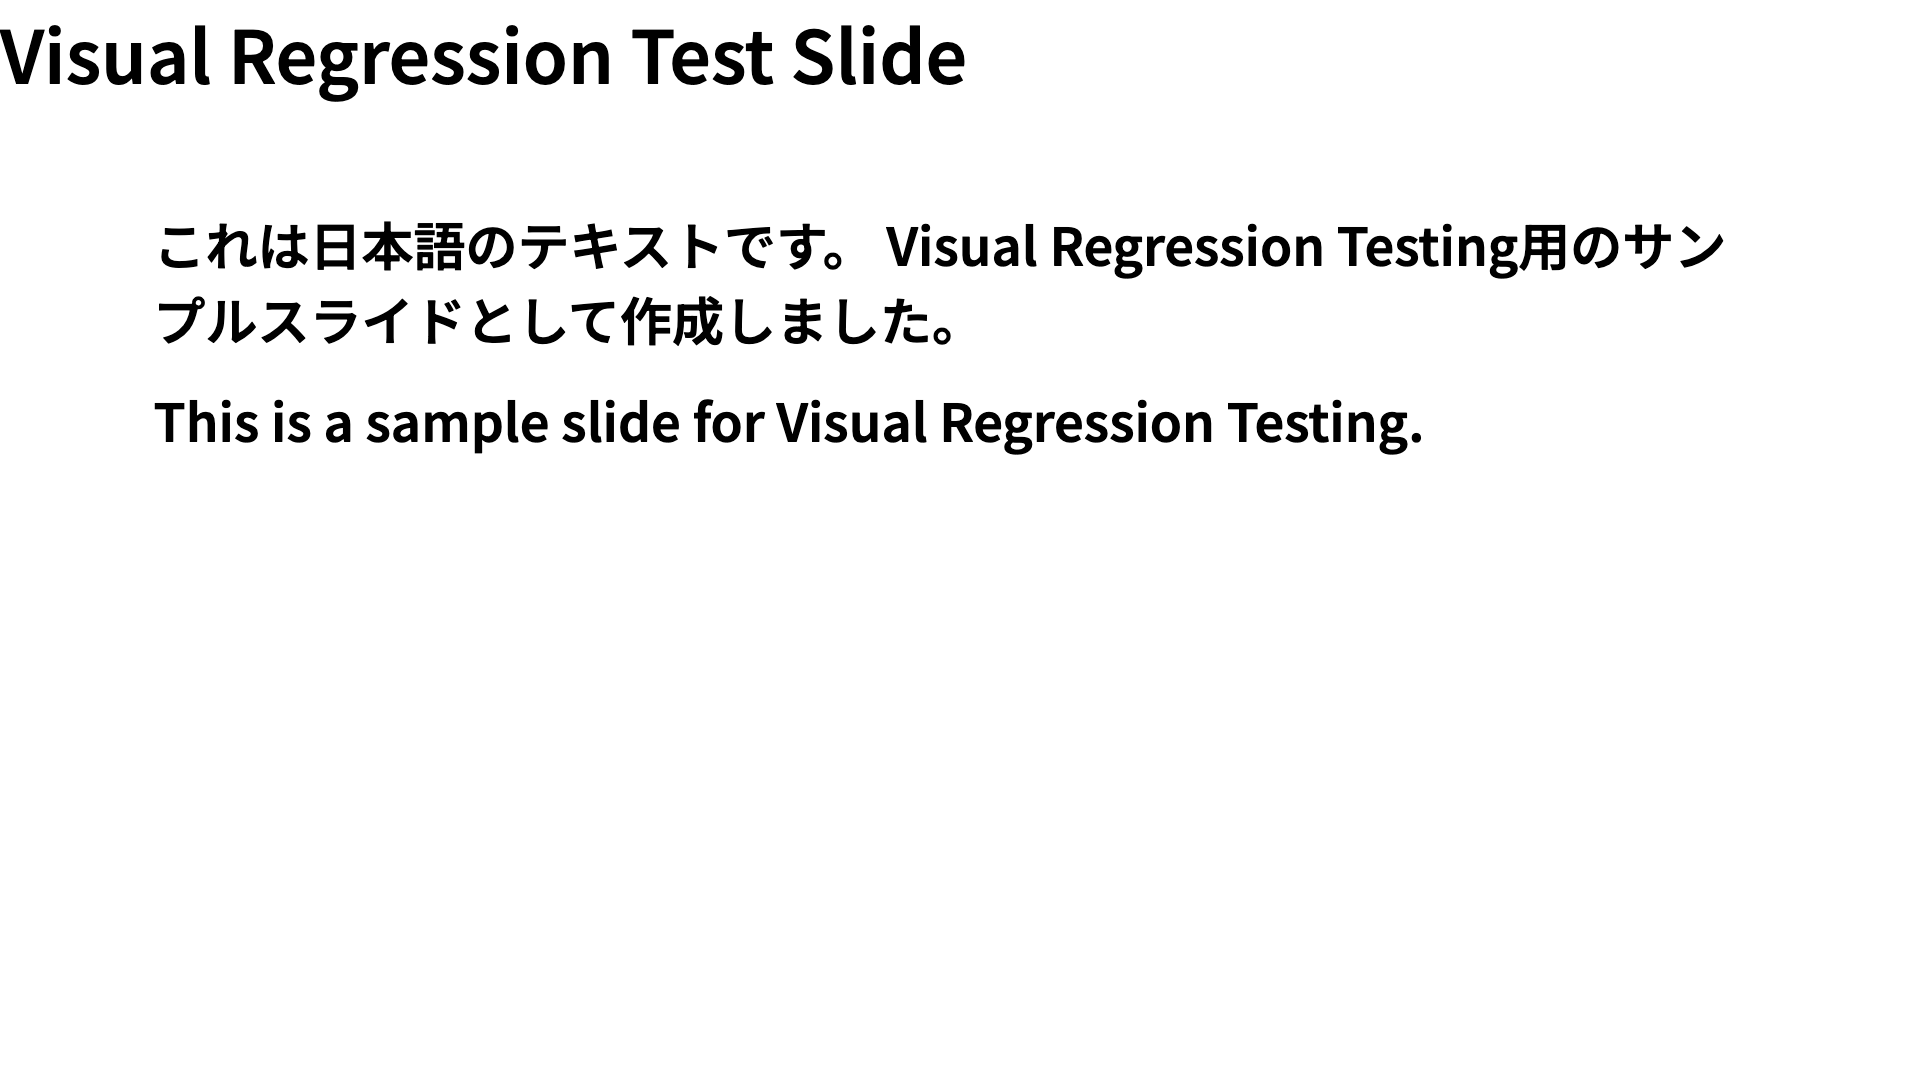 Visual Regression Test Slide
これは日本語のテキストです。 Visual Regression Testing用のサン
プルスライドとして作成しました。
This is a sample slide for Visual Regression Testing.